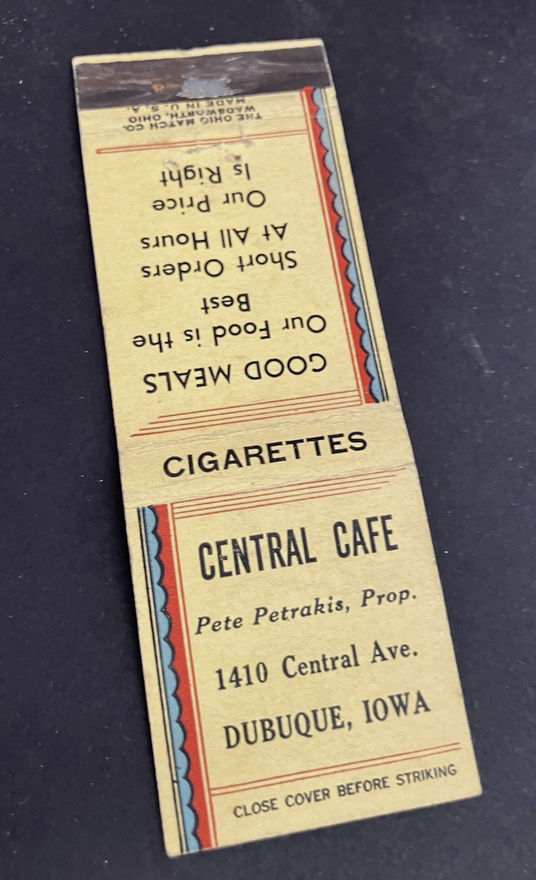 CENTRAL CAFE
Pete Petrakis, Prop.
1410 Central Ave.
DUBUQUE, IOWA
CLOSE COVER BEFORE STRIKING
CIGARETTES
GOOD MEALS
Our Food is the
Best
Short Orders
At All Hours
Our Price
Is Right
THE OHIO MATCH CO.
WADSWORTH, OHIO
MADE IN U. S. A.